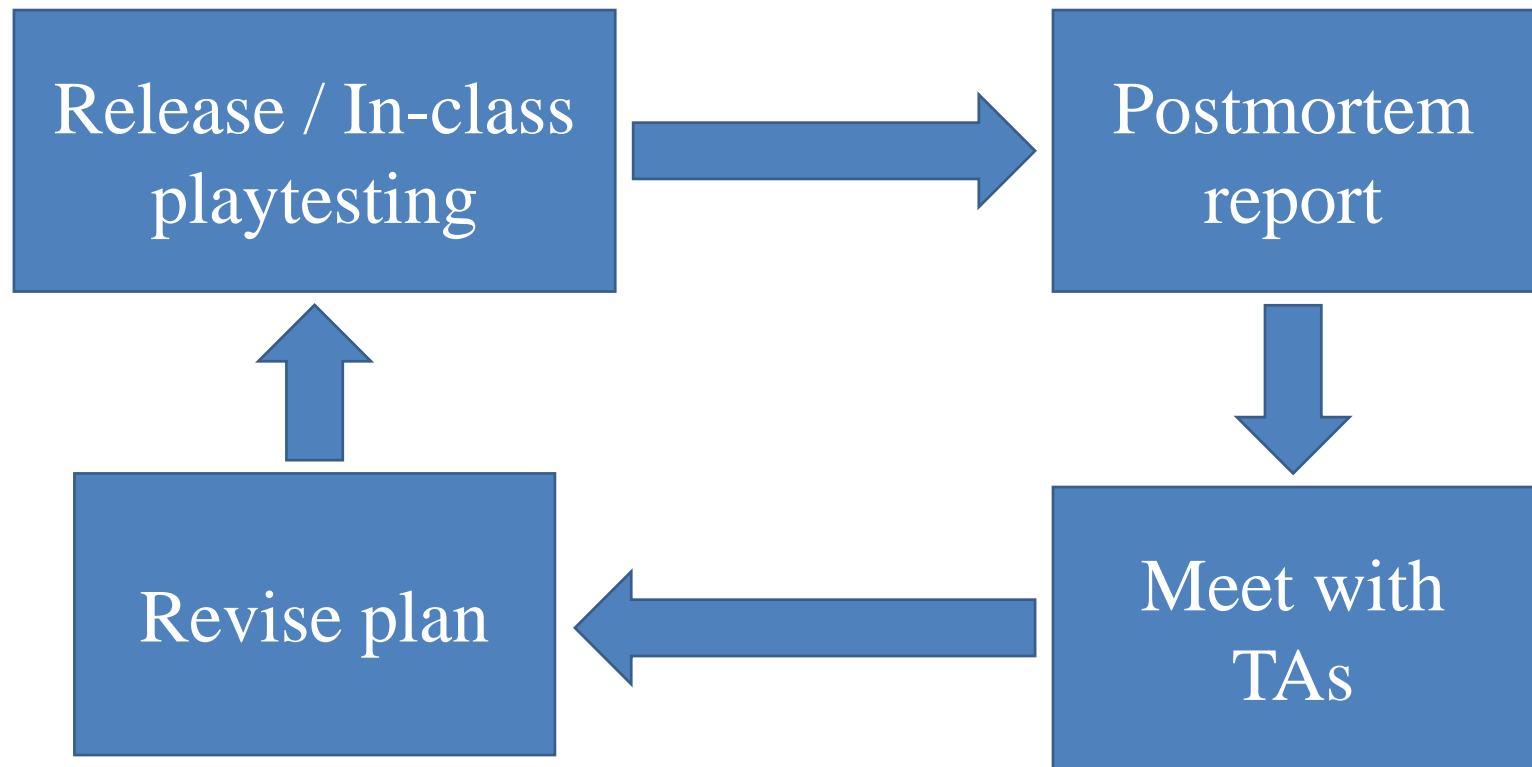 Release / In-class
playtesting
Postmortem
report
Revise plan
Meet with
TAs